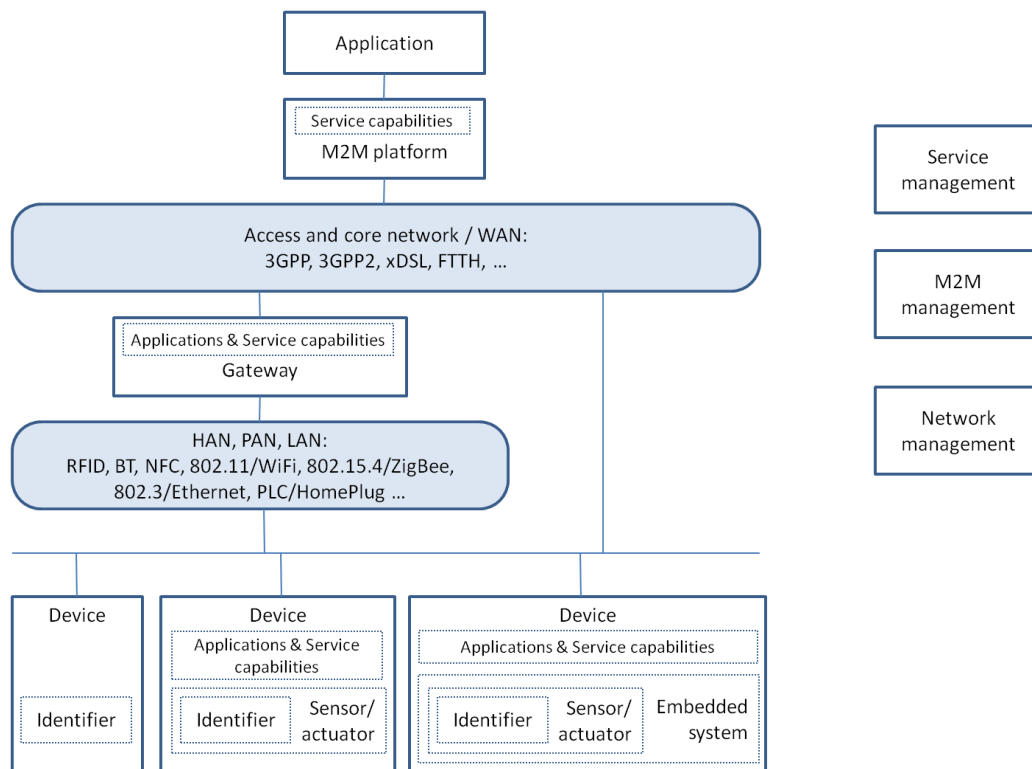 Application
Service capabilities
M2M platform
Access and core network / WAN:
3GPP, 3GPP2, xDSL, FTTH, ...
Applications & Service capabilities
Gateway
HAN, PAN, LAN:
RFID, BT, NFC, 802.11/WiFi, 802.15.4/ZigBee,
802.3/Ethernet, PLC/HomePlug ...
Device
Identifier
Device
Applications & Service
capabilities
Identifier
Sensor/
actuator
Device
Applications & Service capabilities
Identifier
Sensor/
actuator
Embedded
system
Service
management
M2M
management
Network
management